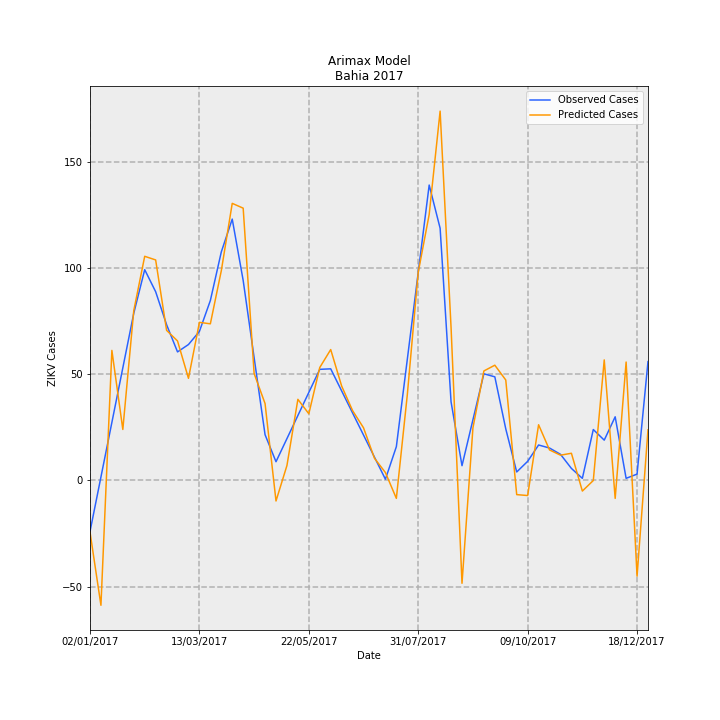 Arimax Model
Bahia 2017
Observed Cases
Predicted Cases
ZIKV Cases
150
100
50
0
−50
02/01/2017 13/03/2017 22/05/2017 31/07/2017 09/10/2017 18/12/2017
Date